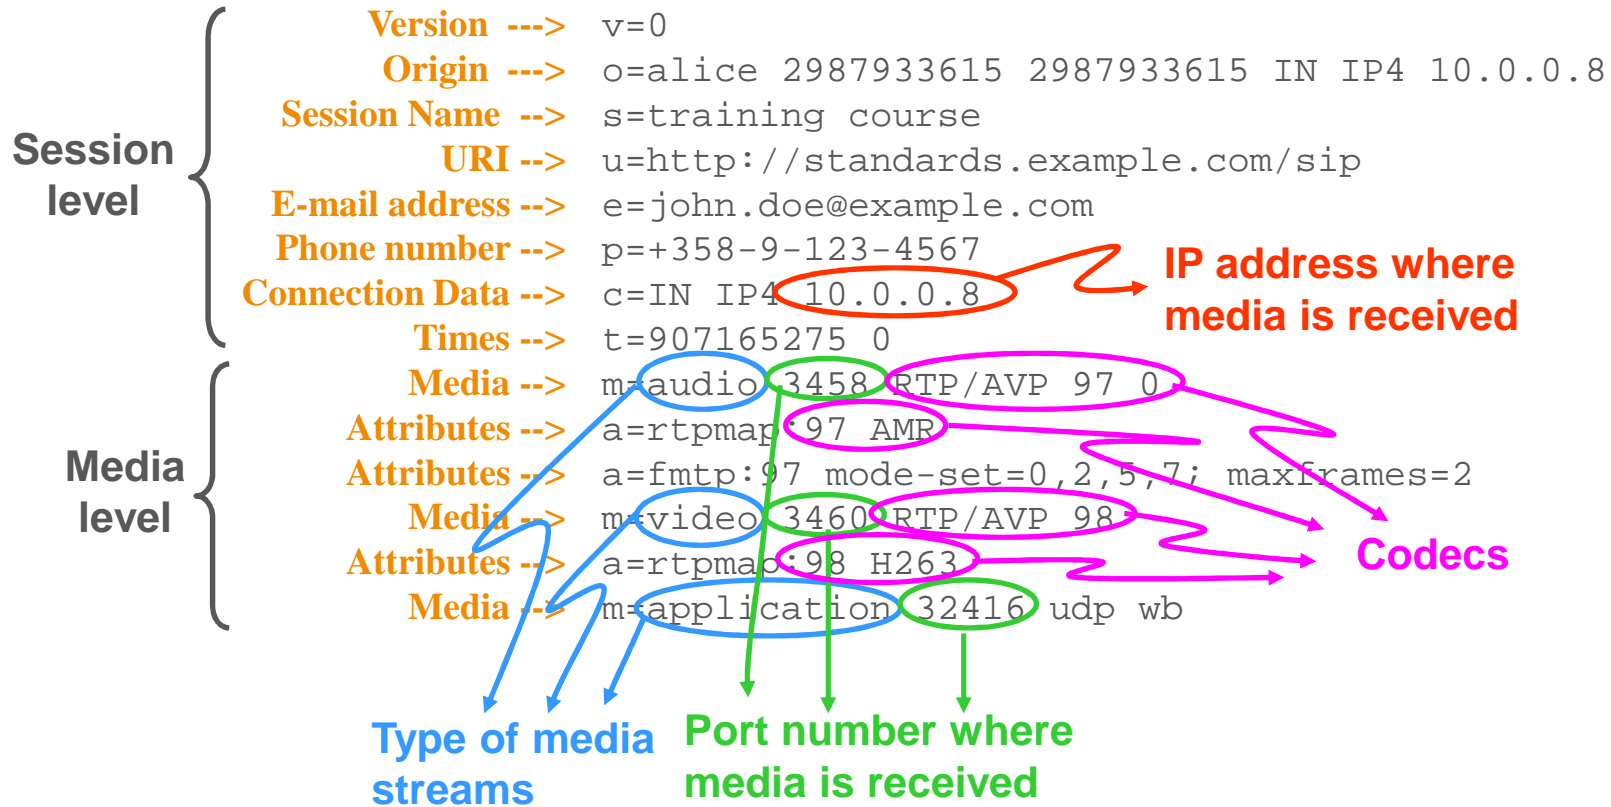 Version ---> v=0
Origin ---> o=alice 2987933615 2987933615 IN IP4 10.0.0.8
Session Name --> s=training course
URI --> u=http://standards.example.com/sip
E-mail address --> e=john.doe@example.com
Phone number --> p=+358-9-123-4567
Connection Data --> c=IN IP4 10.0.0.8
Times --> t=907165275 0
Session
level
IP address where
media is received
Media --> m=audio 3458 RTP/AVP 97 0
Attributes --> a=rtpmap:97 AMR
Attributes --> a=fmtp:97 mode-set=0,2,5,7; maxframes=2
Media --> m=video 3460 RTP/AVP 98
Attributes --> a=rtpmap:98 H263
Media --> m=application 32416 udp wb
Media
level
Codecs
Type of media
streams
Port number where
media is received